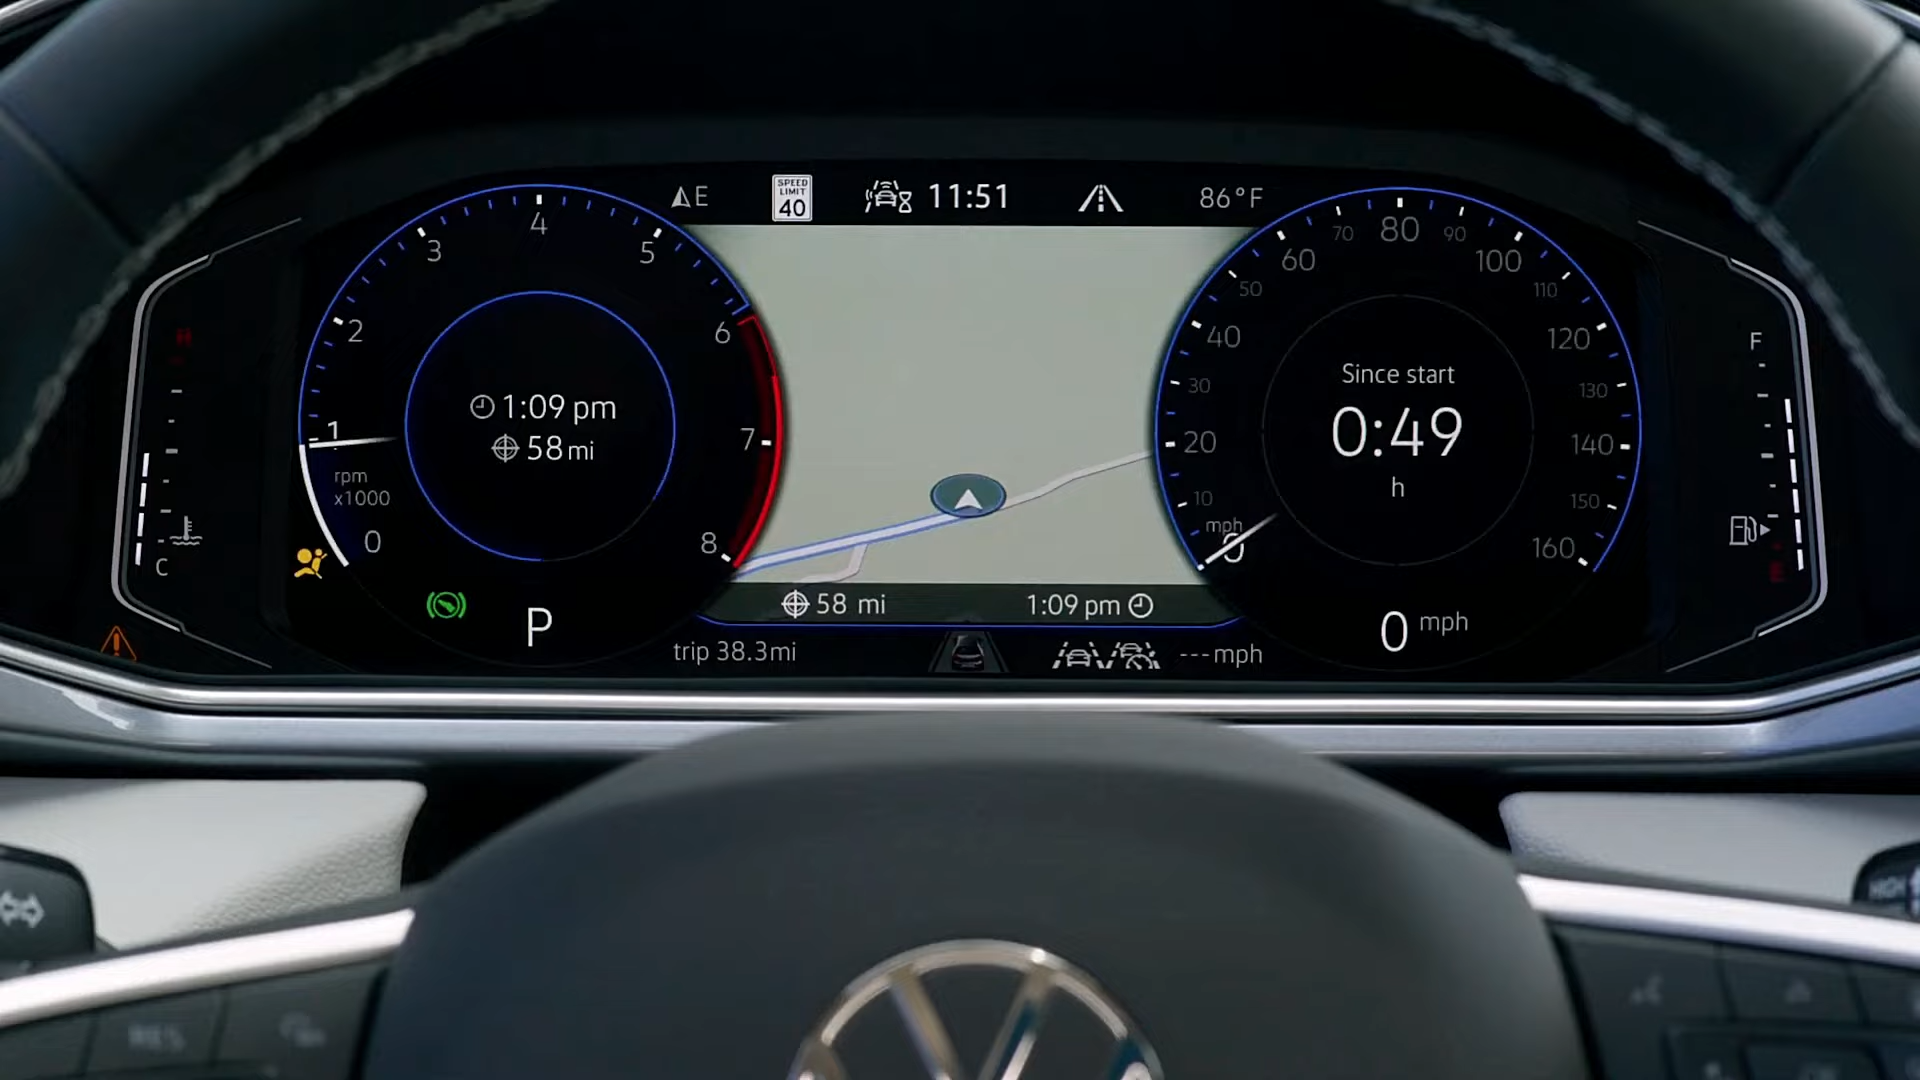 E
SPEED
LIMIT
40
11:51
86°F
1
2
3
4
5
6
7
8
0
rpm
x1000
1:09 pm
58 mi
H
C
P
58 mi
1:09 pm
trip 38.3mi
---mph
0
10
20
30
40
50
60
70
80
90
100
110
120
130
140
150
160
mph
Since start
0:49
h
0 mph
F
HIGH
RES